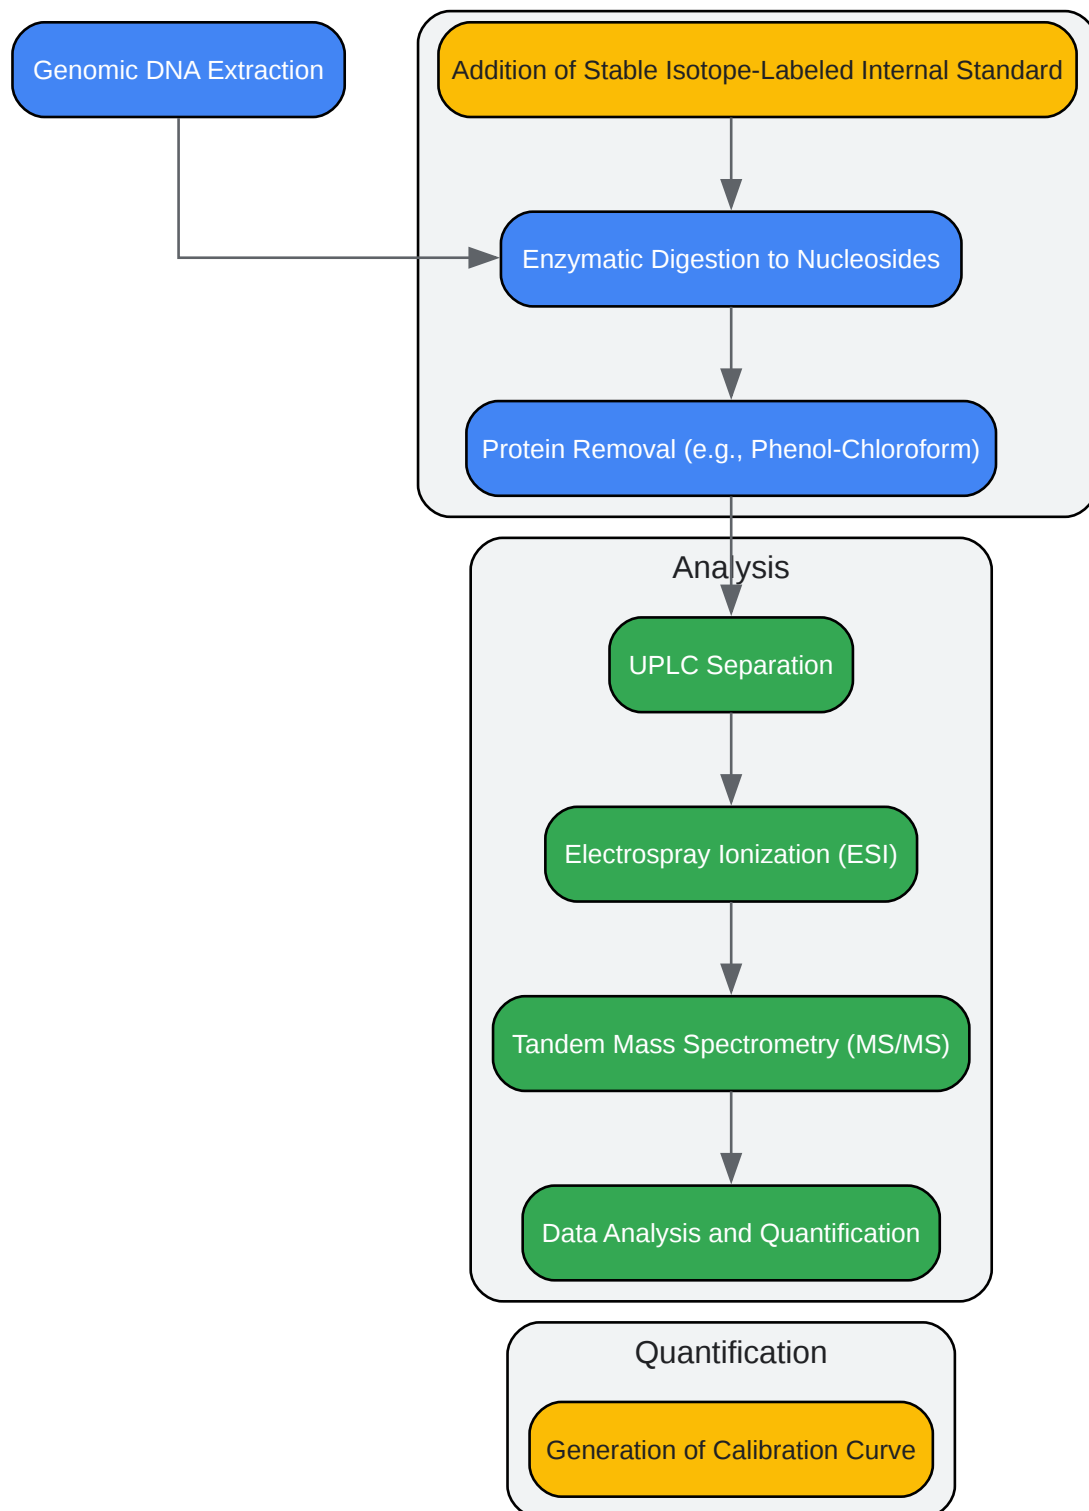 Genomic DNA Extraction
Addition of Stable Isotope-Labeled Internal Standard
Enzymatic Digestion to Nucleosides
Protein Removal (e.g., Phenol-Chloroform)
Analysis
UPLC Separation
Electrospray Ionization (ESI)
Tandem Mass Spectrometry (MS/MS)
Data Analysis and Quantification
Quantification
Generation of Calibration Curve